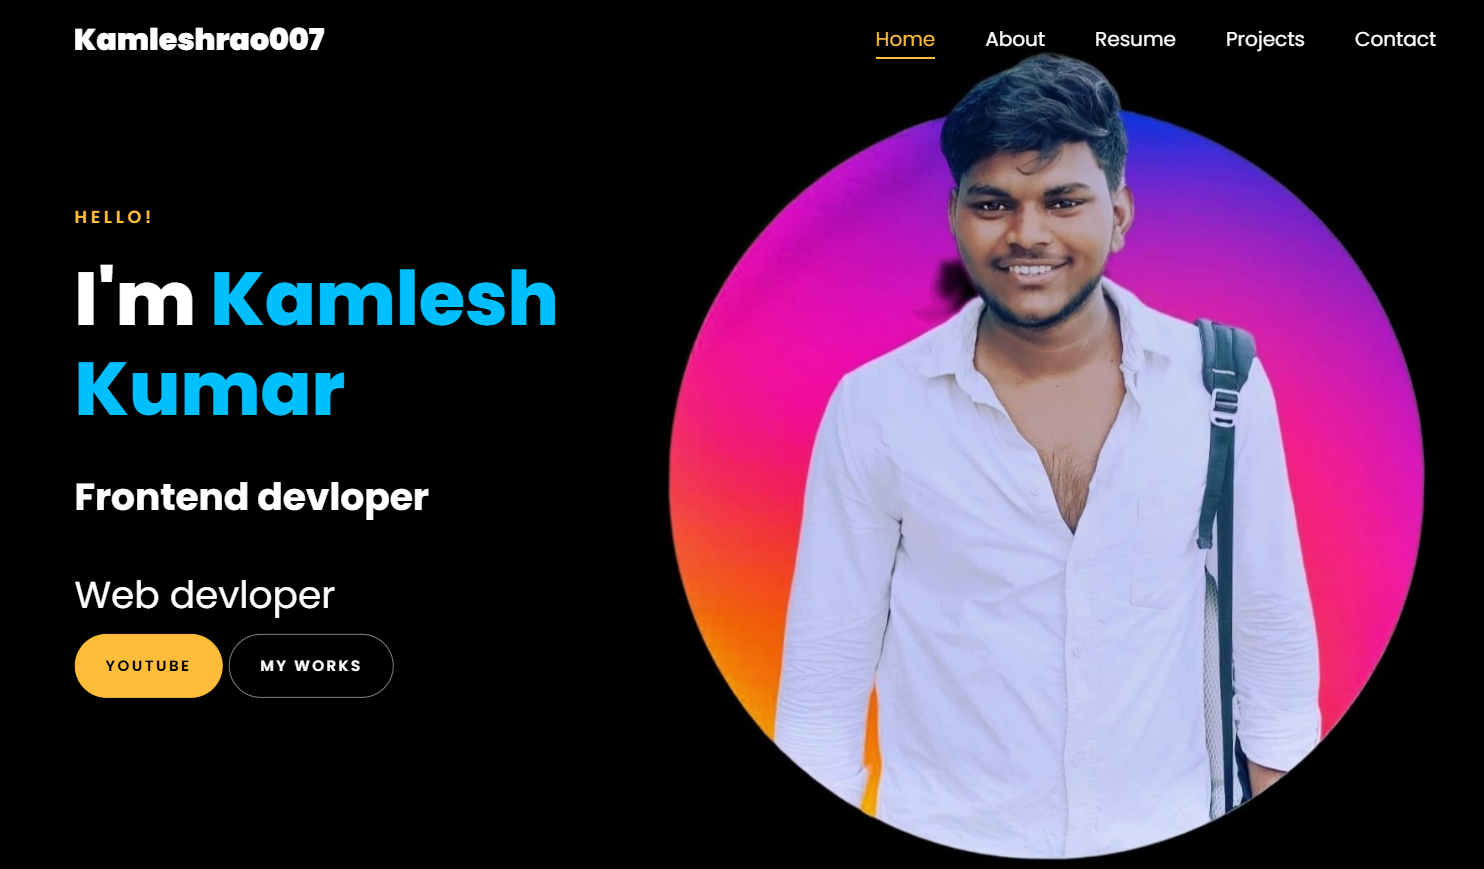 Kamleshrao007
Home About Resume Projects Contact
HELLO!
I'm Kamlesh
Kumar
Frontend devloper
Web devloper
YOUTUBE MY WORKS